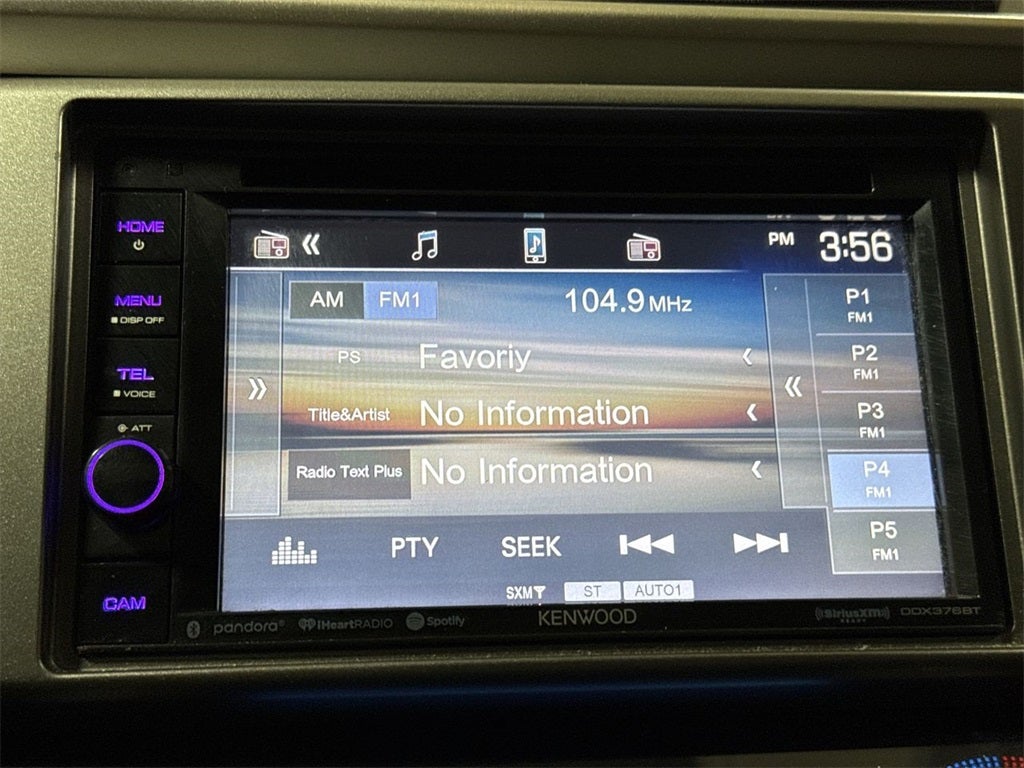 HOME
MENU
DISP OFF
TEL
VOICE
ATT
CAM
PM 3:56
AM FM1 104.9 MHz
PS Favoriy
Title&Artist No Information
Radio Text Plus No Information
P1
FM1
P2
FM1
P3
FM1
P4
FM1
P5
FM1
PTY SEEK
SXM ST AUTO1
pandora® iHeartRADIO Spotify KENWOOD SiriusXM READY DDX376BT